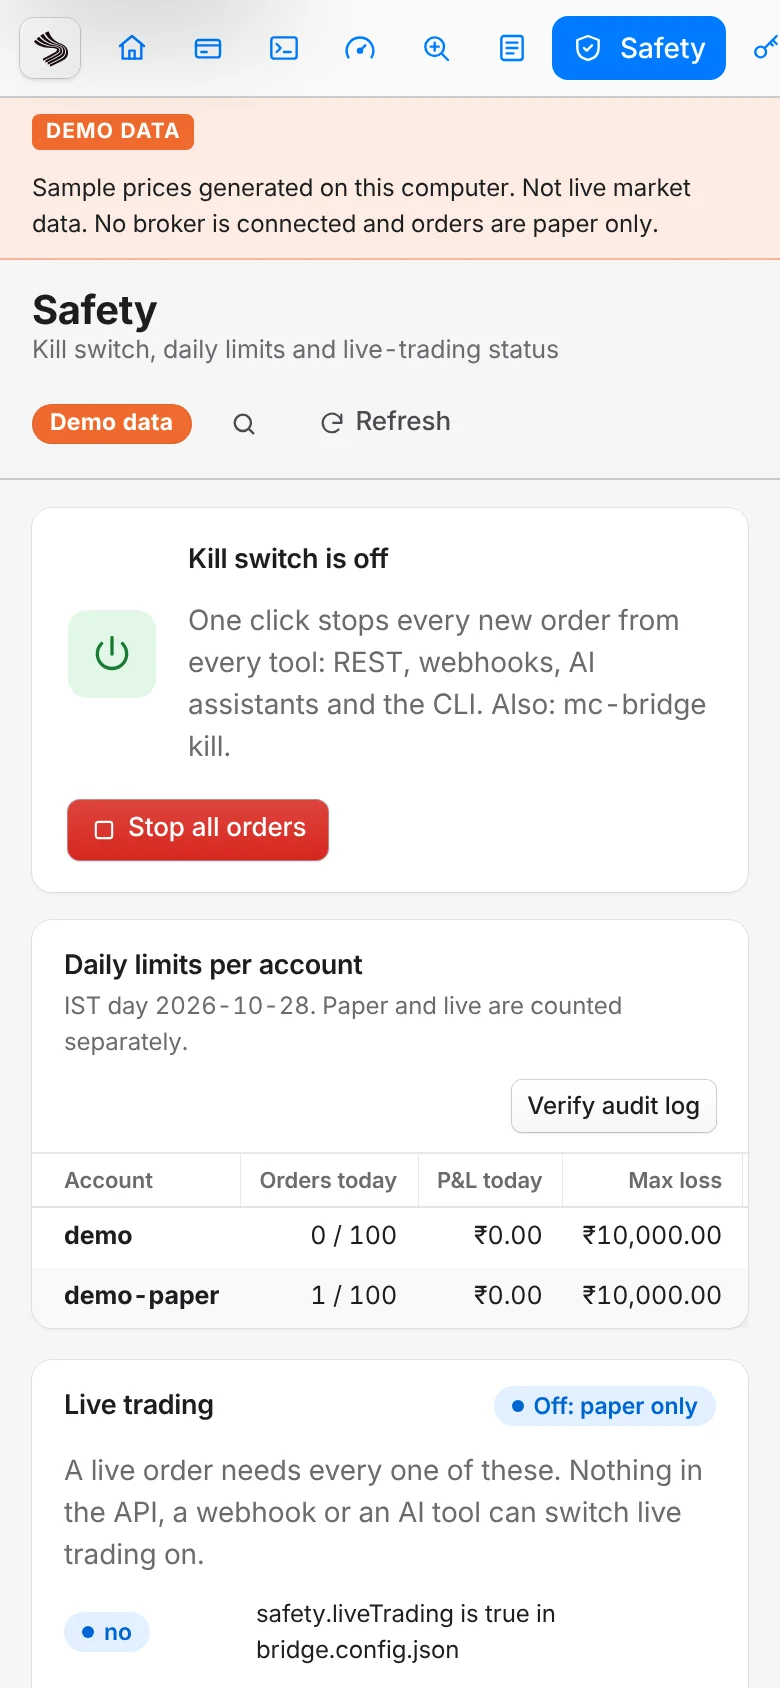 Safety
DEMO DATA
Sample prices generated on this computer. Not live market
data. No broker is connected and orders are paper only.
Safety
Kill switch, daily limits and live-trading status
Demo data
Refresh
Kill switch is off
One click stops every new order from
every tool: REST, webhooks, AI
assistants and the CLI. Also: mc-bridge
kill.
Stop all orders
Daily limits per account
IST day 2026-10-28. Paper and live are counted
separately.
Verify audit log
Account Orders today P&L today Max loss
demo 0 / 100 ₹0.00 ₹10,000.00
demo-paper 1 / 100 ₹0.00 ₹10,000.00
Live trading
Off: paper only
A live order needs every one of these. Nothing in
the API, a webhook or an AI tool can switch live
trading on.
no
safety.liveTrading is true in
bridge.config.json